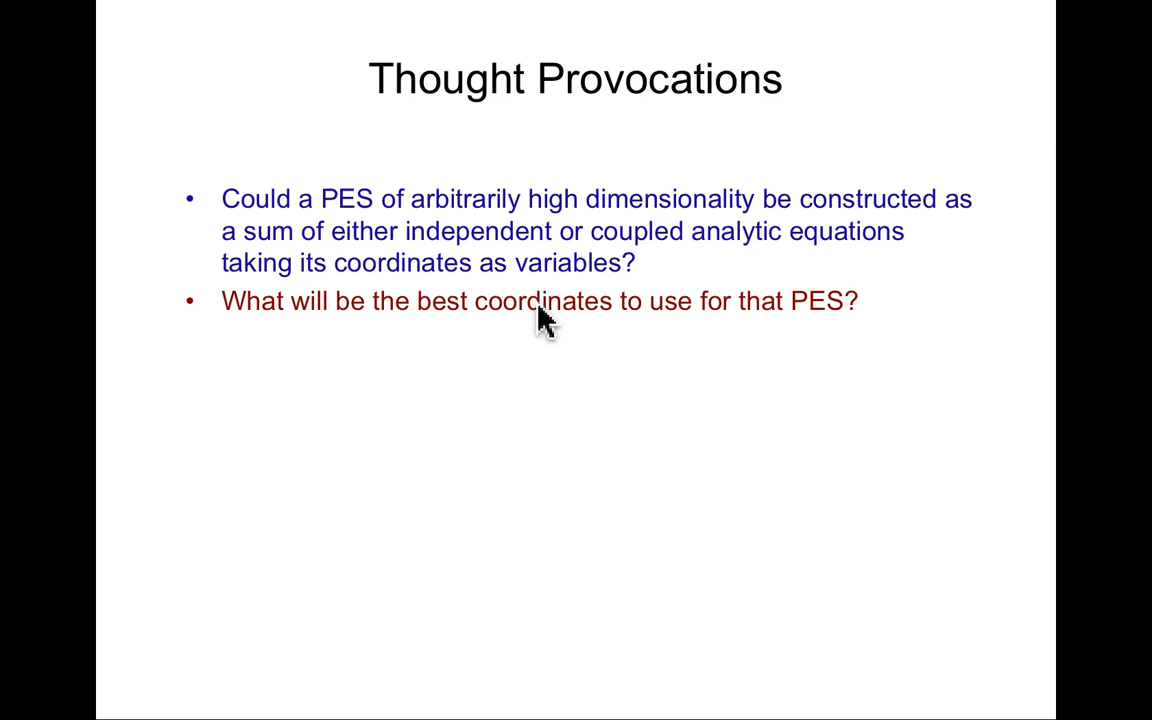 Thought Provocations
• Could a PES of arbitrarily high dimensionality be constructed as
a sum of either independent or coupled analytic equations
taking its coordinates as variables?
• What will be the best coordinates to use for that PES?